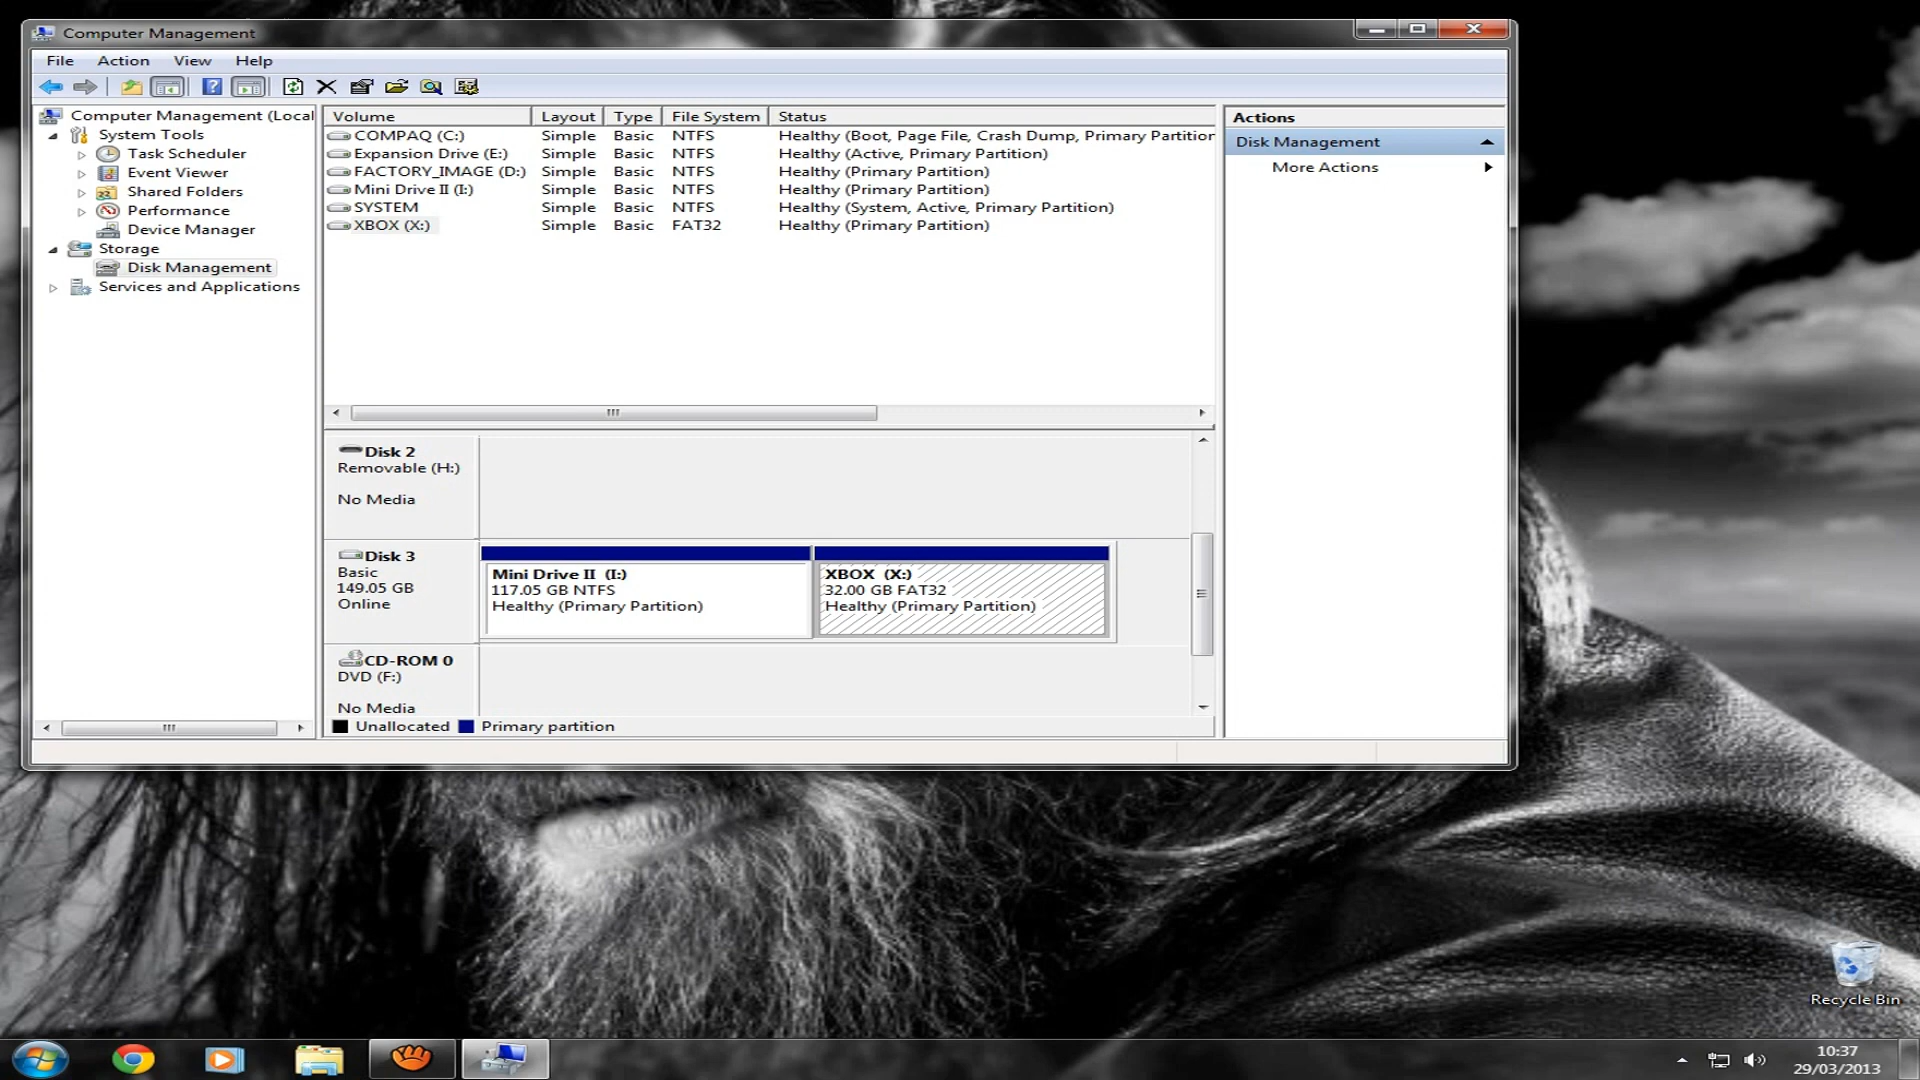 Computer Management
File Action View Help
Computer Management (Local
System Tools
Task Scheduler
Event Viewer
Shared Folders
Performance
Device Manager
Storage
Disk Management
Services and Applications
Volume Layout Type File System Status
COMPAQ (C:) Simple Basic NTFS Healthy (Boot, Page File, Crash Dump, Primary Partition
Expansion Drive (E:) Simple Basic NTFS Healthy (Active, Primary Partition)
FACTORY_IMAGE (D:) Simple Basic NTFS Healthy (Primary Partition)
Mini Drive II (I:) Simple Basic NTFS Healthy (Primary Partition)
SYSTEM Simple Basic NTFS Healthy (System, Active, Primary Partition)
XBOX (X:) Simple Basic FAT32 Healthy (Primary Partition)
Disk 2
Removable (H:)
No Media
Disk 3
Basic
149.05 GB
Online
Mini Drive II (I:)
117.05 GB NTFS
Healthy (Primary Partition)
XBOX (X:)
32.00 GB FAT32
Healthy (Primary Partition)
CD-ROM 0
DVD (F:)
No Media
Unallocated Primary partition
Actions
Disk Management
More Actions
Recycle Bin
10:37
29/03/2013